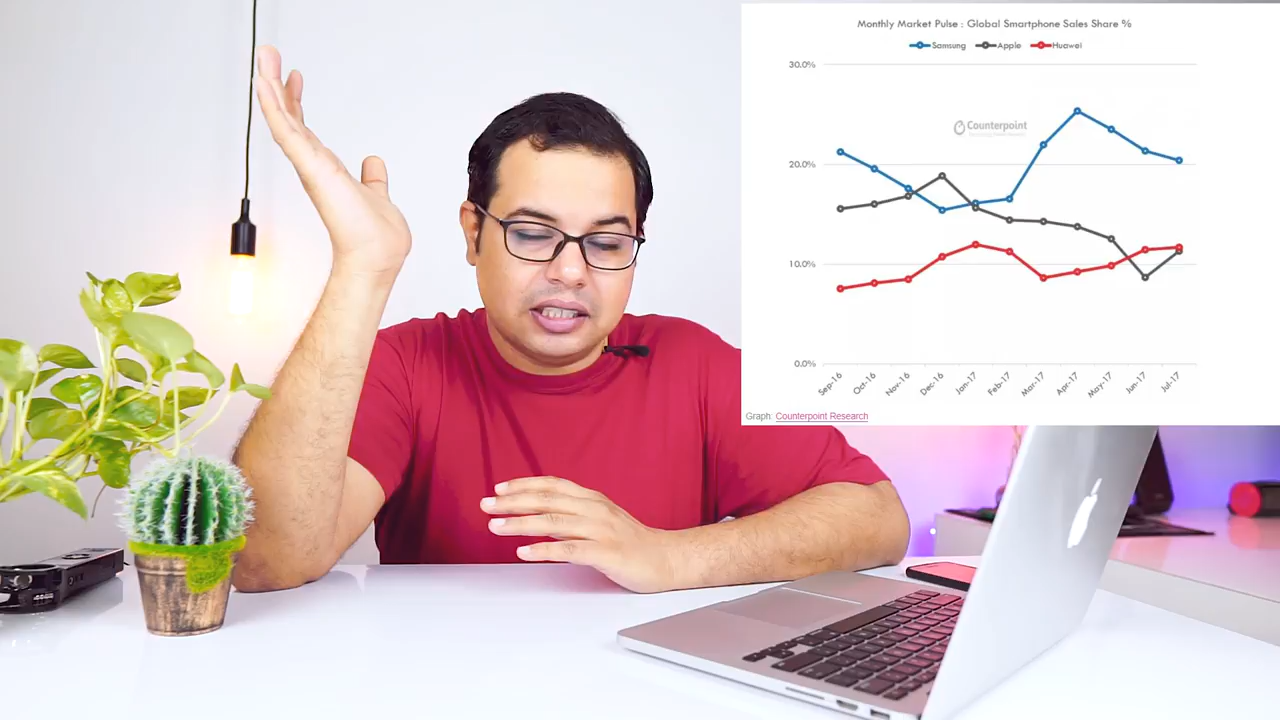 Monthly Market Pulse : Global Smartphone Sales Share %
Samsung Apple Huawei
30.0%
Counterpoint
20.0%
10.0%
0.0%
Sep-16 Oct-16 Nov-16 Dec-16 Jan-17 Feb-17 Mar-17 Apr-17 May-17 Jun-17 Jul-17
Graph: Counterpoint Research